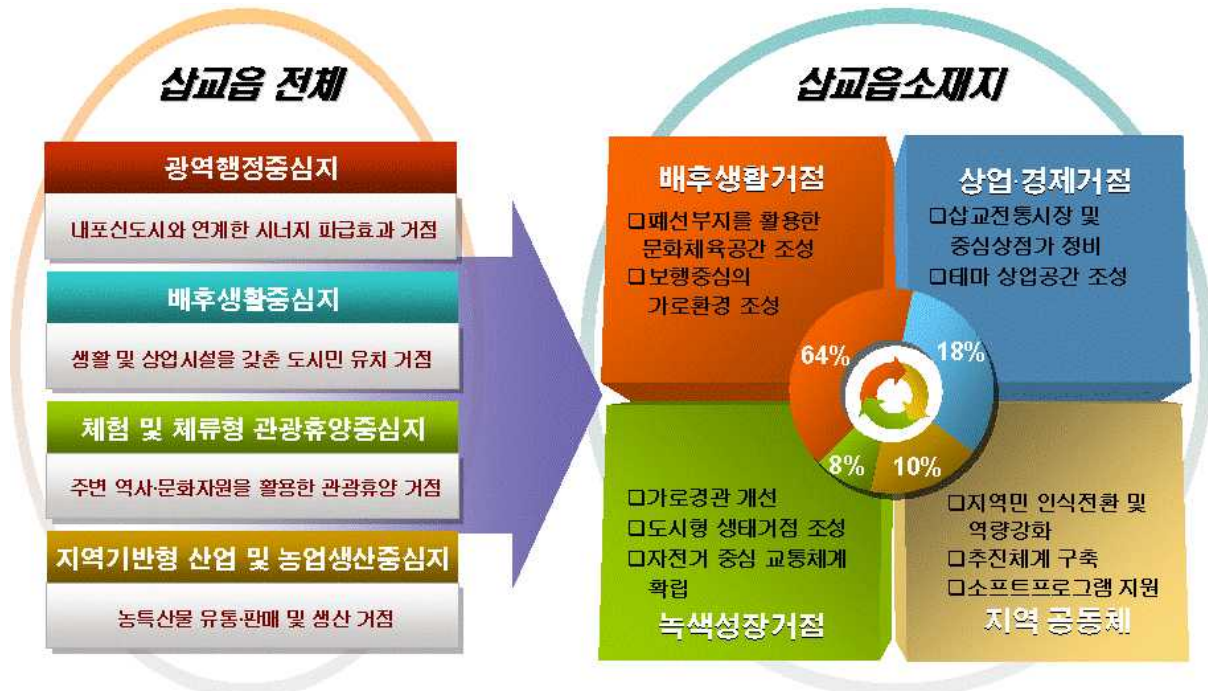 삽교읍 전체
광역행정중심지
내포신도시와 연계한 시너지 파급효과 거점
배후생활중심지
생활 및 상업시설을 갖춘 도시민 유치 거점
체험 및 체류형 관광휴양중심지
주변 역사·문화자원을 활용한 관광휴양 거점
지역기반형 산업 및 농업생산중심지
농특산물 유통·판매 및 생산 거점
삽교읍소재지
배후생활거점
❑폐선부지를 활용한
문화체육공간 조성
❑보행중심의
가로환경 조성
64%
상업·경제거점
❑삽교전통시장 및
중심상점가 정비
❑테마 상업공간 조성
18%
8%
❑가로경관 개선
❑도시형 생태거점 조성
❑자전거 중심 교통체계
확립
녹색성장거점
10%
❑지역민 인식전환 및
역량강화
❑추진체계 구축
❑소프트프로그램 지원
지역 공동체